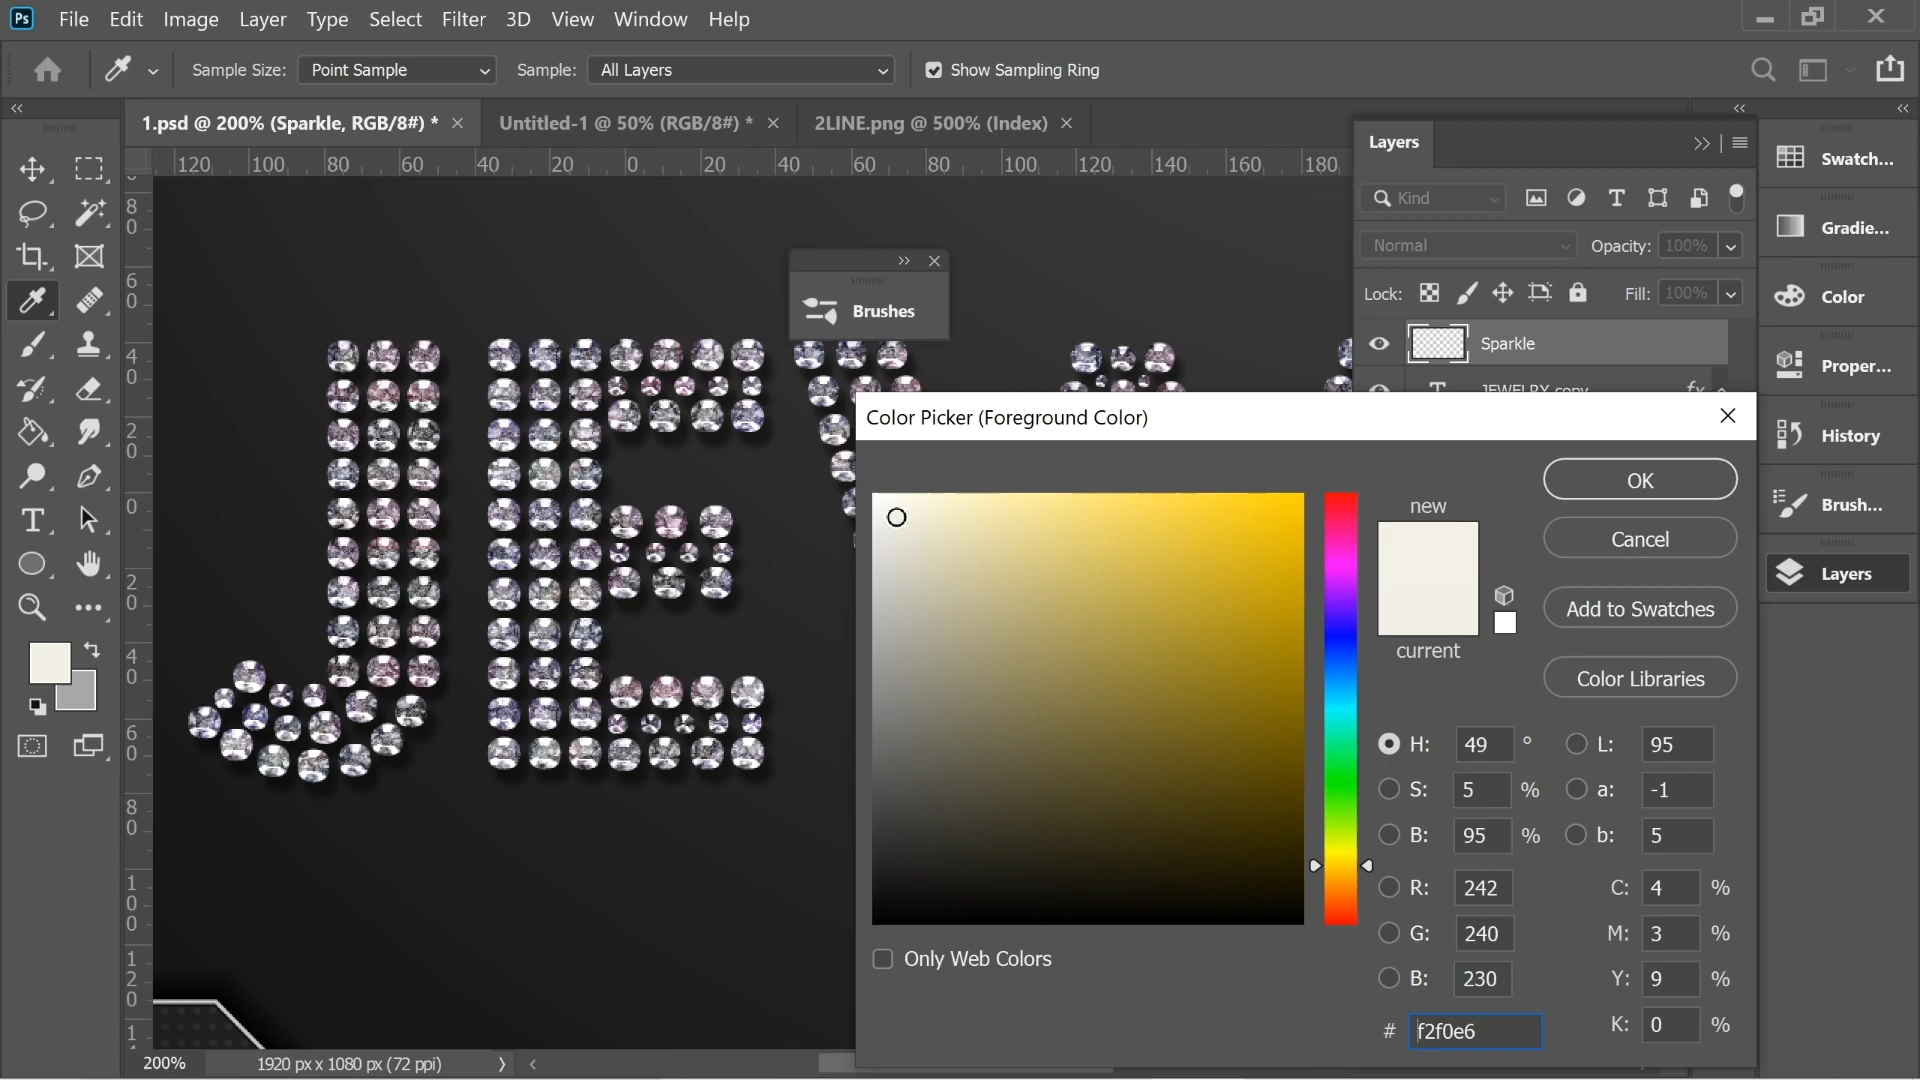 Ps File Edit Image Layer Type Select Filter 3D View Window Help
Sample Size: Point Sample Sample: All Layers Show Sampling Ring
1.psd @ 200% (Sparkle, RGB/8#) * Untitled-1 @ 50% (RGB/8#) * 2LINE.png @ 500% (Index)
120 100 80 60 40 20 0 20 40 60 80 100 120 140 160 180
80
60
40
20
0
20
40
60
80
100
120
1
Layers
Kind
Normal Opacity: 100%
Lock: Fill: 100%
Sparkle
JEWELRY copy fx
Swatch...
Gradie...
Color
Proper...
History
Brush...
Layers
Brushes
JE
Color Picker (Foreground Color)
new
current
OK
Cancel
Add to Swatches
Color Libraries
H: 49 ° L: 95
S: 5 % a: -1
B: 95 % b: 5
R: 242 C: 4 %
G: 240 M: 3 %
B: 230 Y: 9 %
# f2f0e6 K: 0 %
Only Web Colors
200% 1920 px x 1080 px (72 ppi)